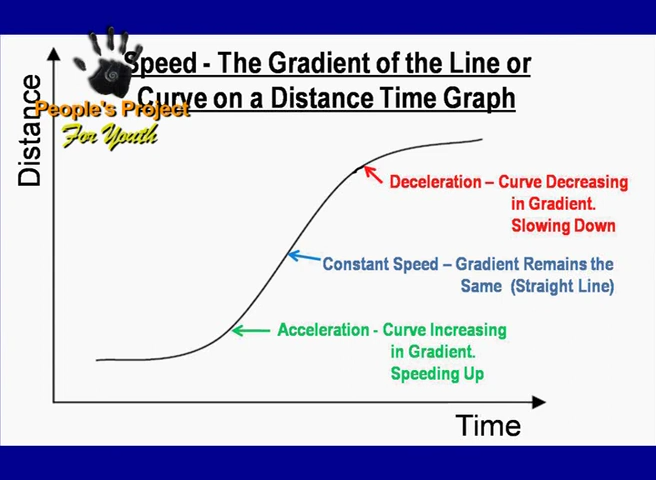 Speed - The Gradient of the Line or
Curve on a Distance Time Graph
People's Project
For Youth
Distance
Deceleration – Curve Decreasing
in Gradient.
Slowing Down
Constant Speed – Gradient Remains the
Same (Straight Line)
Acceleration - Curve Increasing
in Gradient.
Speeding Up
Time